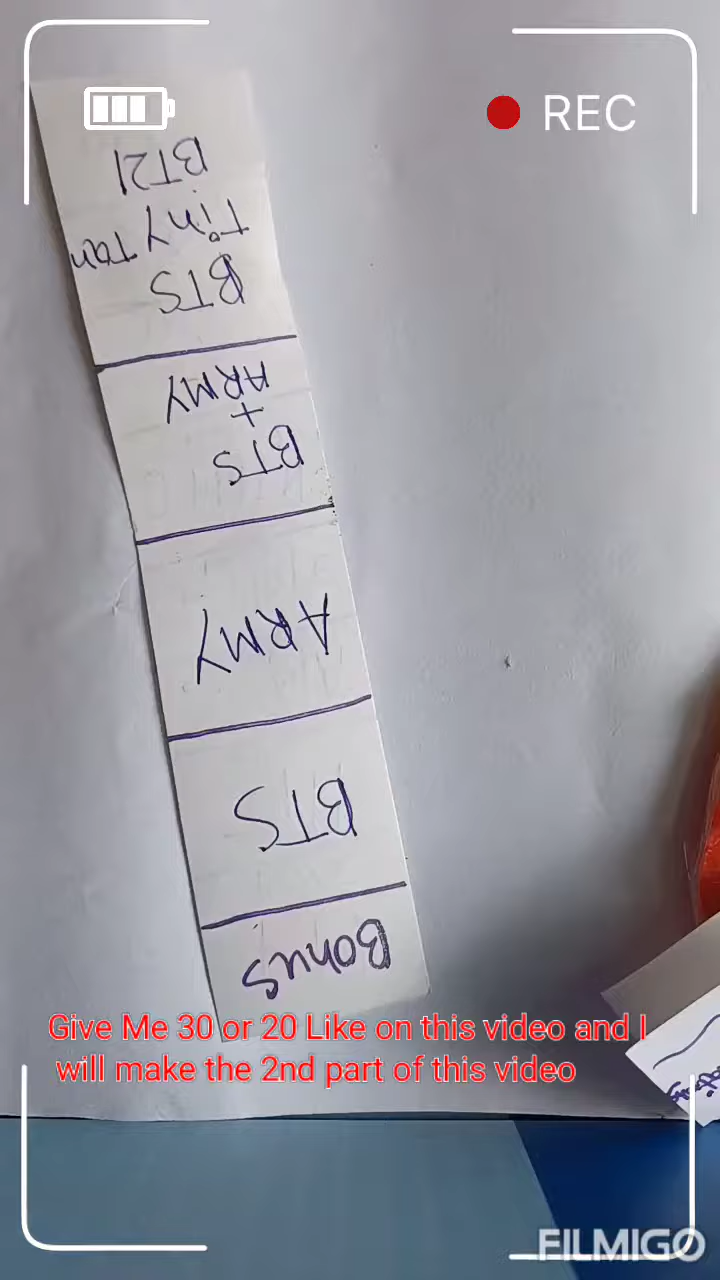 REC
Bonus
BTS
ARMY
BTS
+
ARMY
BTS
Tiny Tan
BT21
Give Me 30 or 20 Like on this video and I
will make the 2nd part of this video
FILMIGO